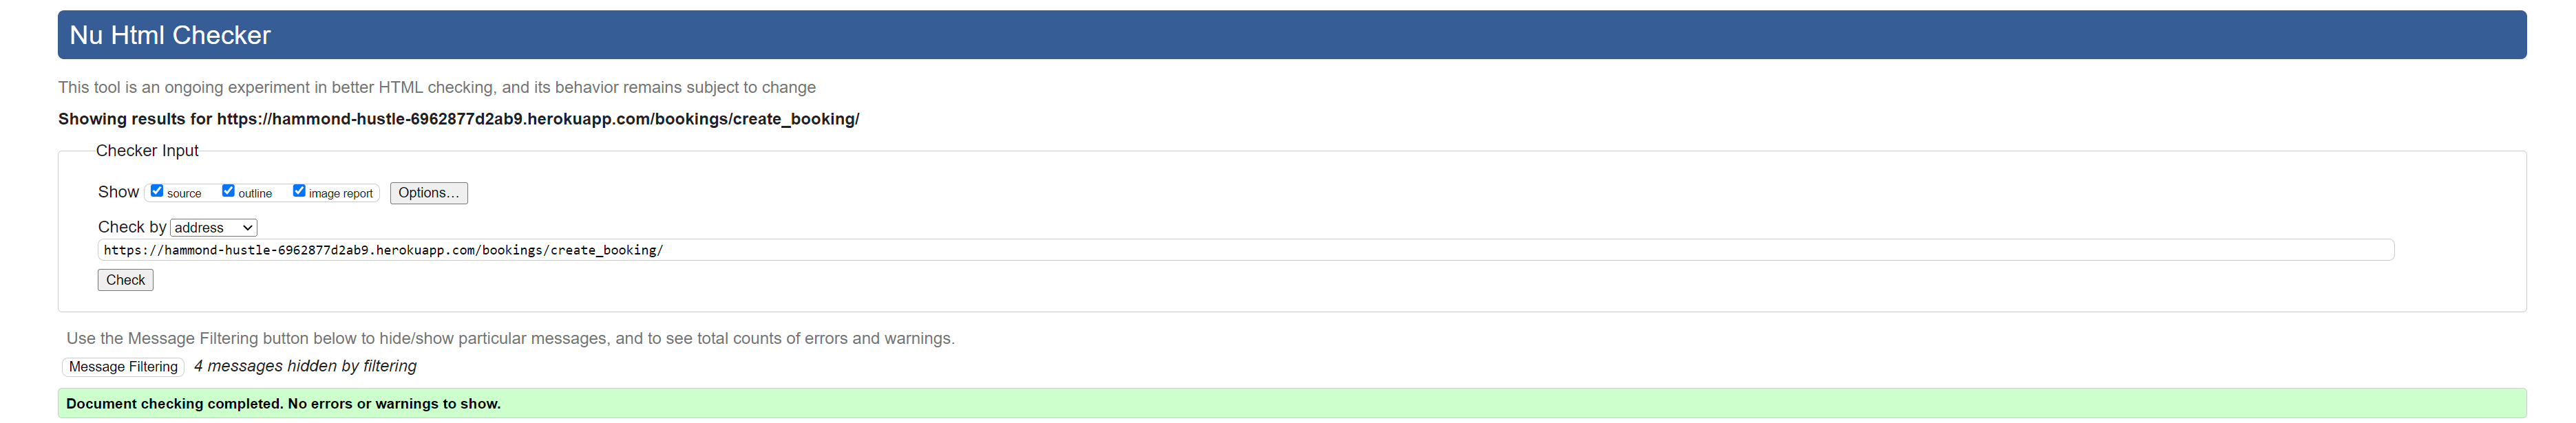 Nu Html Checker
This tool is an ongoing experiment in better HTML checking, and its behavior remains subject to change
Showing results for https://hammond-hustle-6962877d2ab9.herokuapp.com/bookings/create_booking/
Checker Input
Show source outline image report Options...
Check by address
https://hammond-hustle-6962877d2ab9.herokuapp.com/bookings/create_booking/
Check
Use the Message Filtering button below to hide/show particular messages, and to see total counts of errors and warnings.
Message Filtering 4 messages hidden by filtering
Document checking completed. No errors or warnings to show.